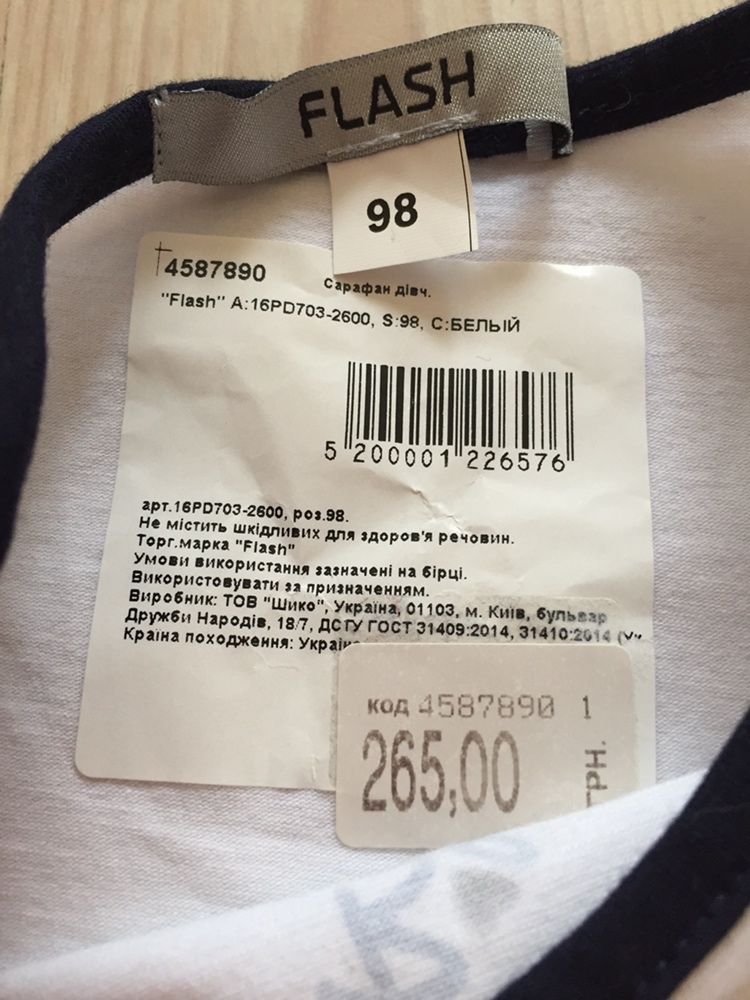 FLASH
98
4587890
Сарафан дівч.
"Flash" А:16PD703-2600, S:98, С:БЕЛЫЙ
5 200001 226576
арт.16PD703-2600, роз.98.
Не містить шкідливих для здоров'я речовин.
Торг.марка "Flash"
Умови використання зазначені на бірці.
Використовувати за призначенням.
Виробник: ТОВ "Шико", Україна, 01103, м. Київ, бульвар
Дружби Народів, 18/7, ДСТУ ГОСТ 31409:2014, 31410:2014
Країна походження:
код 4587890 1
265,00
ГРН.